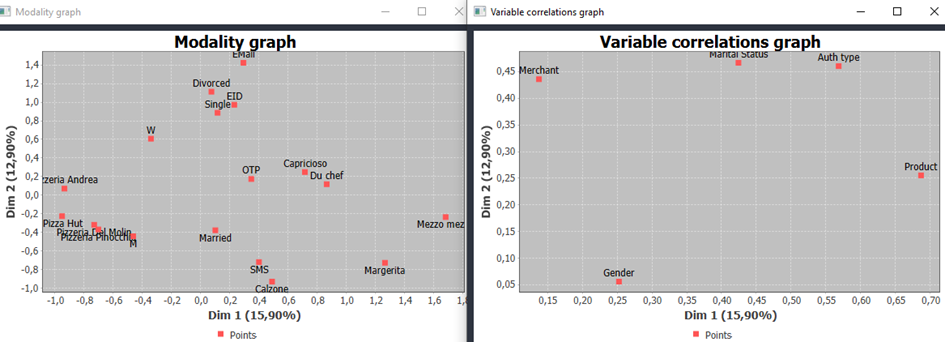 Modality graph
Modality graph
EMail
Divorced
EID
Single
W
OTP
Capricioso
Du chef
zzeria Andrea
Pizza Hut
Pizzeria Del Molin
Pizzeria Pinocchi
M
Married
Mezzo mez
SMS
Margerita
Calzone
1,4
1,2
1,0
0,8
0,6
0,4
0,2
0,0
-0,2
-0,4
-0,6
-0,8
-1,0
Dim 2 (12,90%)
-1,0 -0,8 -0,6 -0,4 -0,2 0,0 0,2 0,4 0,6 0,8 1,0 1,2 1,4 1,6 1,8
Dim 1 (15,90%)
Points
Variable correlations graph
Variable correlations graph
Marital Status
Auth type
Merchant
Product
Gender
0,45
0,40
0,35
0,30
0,25
0,20
0,15
0,10
0,05
Dim 2 (12,90%)
0,15 0,20 0,25 0,30 0,35 0,40 0,45 0,50 0,55 0,60 0,65 0,70
Dim 1 (15,90%)
Points